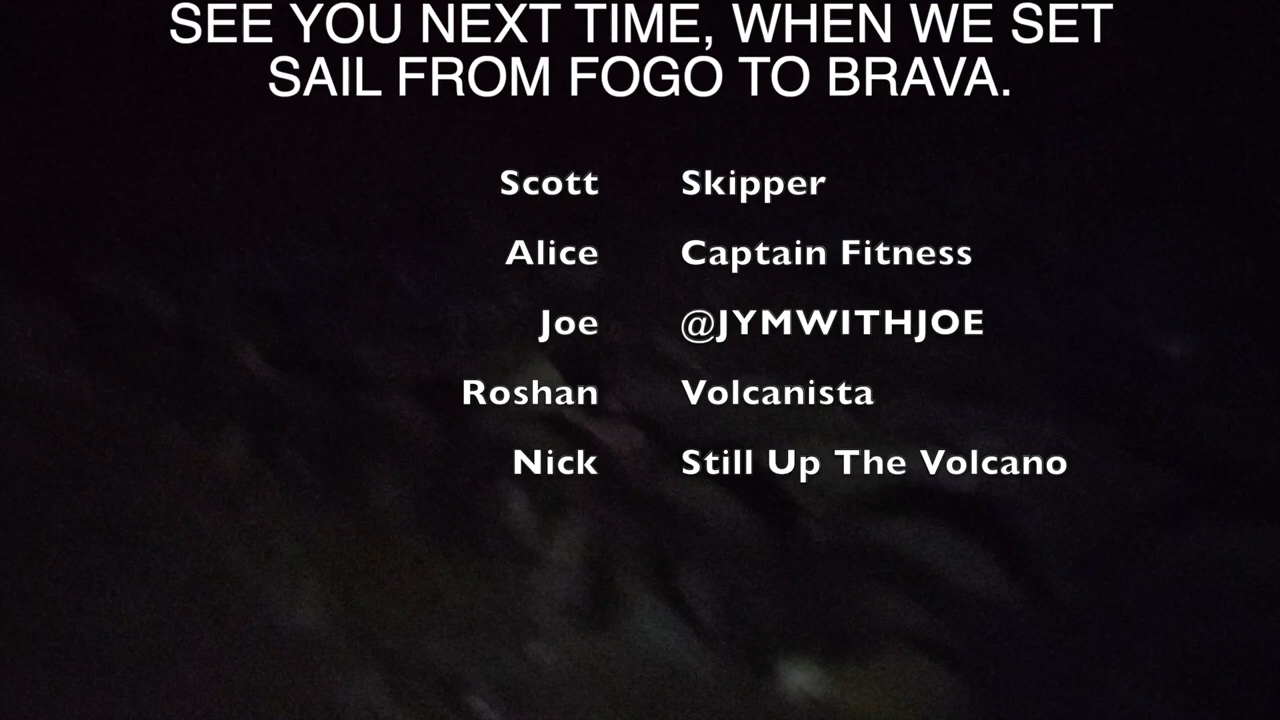 SEE YOU NEXT TIME, WHEN WE SET
SAIL FROM FOGO TO BRAVA.
Scott Skipper
Alice Captain Fitness
Joe @JYMWITHJOE
Roshan Volcanista
Nick Still Up The Volcano